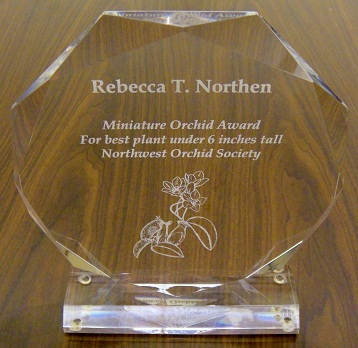 Rebecca T. Northen
Miniature Orchid Award
For best plant under 6 inches tall
Northwest Orchid Society